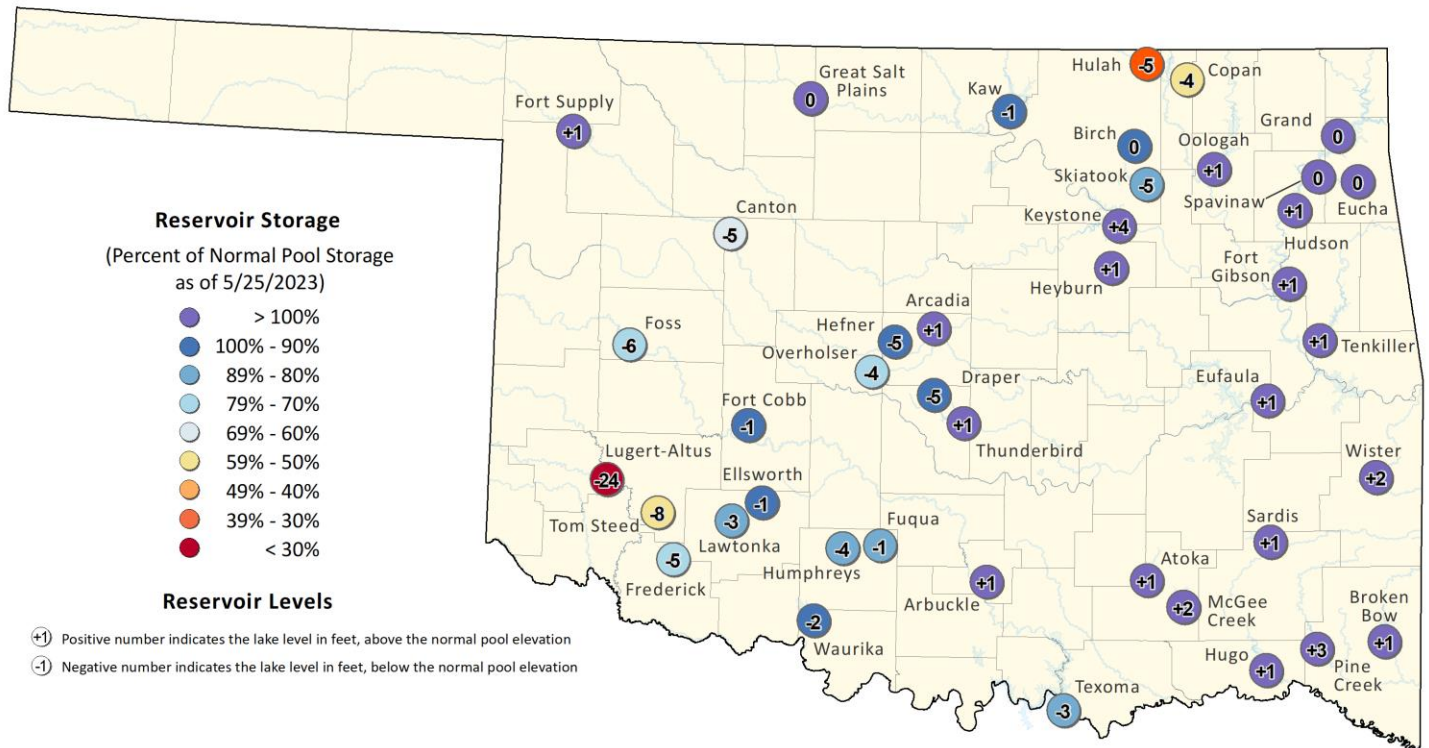 Fort Supply
+1
Great Salt
Plains
0
Kaw
-1
Hulah
-5
-4
Copan
Birch
0
Skiatook
-5
Oologah
+1
Grand
0
Spavinaw
0
0
Eucha
+1
Hudson
Keystone
+4
Heyburn
+1
Fort
Gibson
+1
Canton
-5
Foss
-6
Hefner
-5
Arcadia
+1
Overholser
-4
Draper
-5
+1
Thunderbird
+1
Tenkiller
Eufaula
+1
Fort Cobb
-1
Lugert-Altus
-24
Tom Steed
-8
Ellsworth
-1
-3
Lawtonka
-5
Frederick
-4
Humphreys
Fuqua
-1
-2
Waurika
+1
Arbuckle
Wister
+2
Sardis
+1
Atoka
+1
+2
McGee
Creek
Broken
Bow
+1
Hugo
+1
+3
Pine
Creek
Texoma
-3
Reservoir Storage
(Percent of Normal Pool Storage
as of 5/25/2023)
> 100%
100% - 90%
89% - 80%
79% - 70%
69% - 60%
59% - 50%
49% - 40%
39% - 30%
< 30%
Reservoir Levels
+1 Positive number indicates the lake level in feet, above the normal pool elevation
-1 Negative number indicates the lake level in feet, below the normal pool elevation